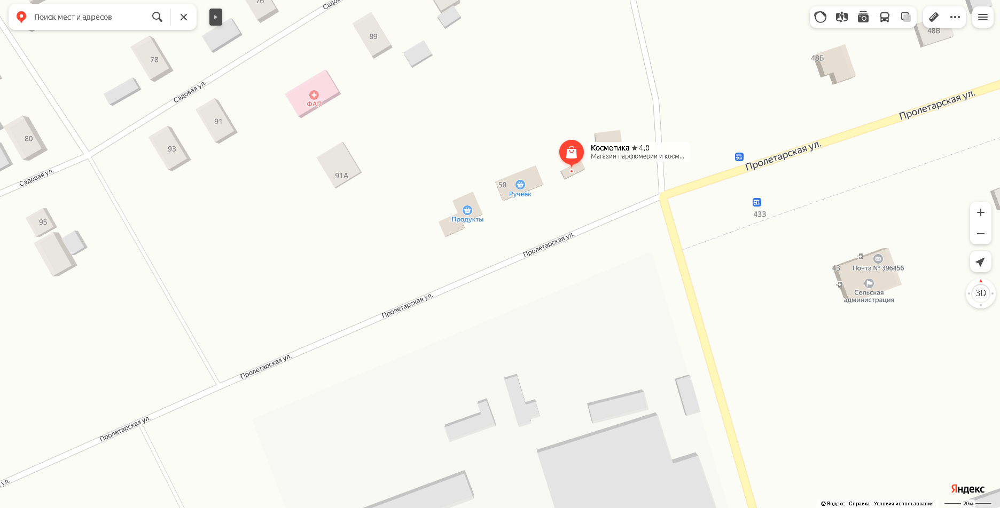 Поиск мест и адресов
76
Садо
89
48В
78
48Б
Садовая ул.
ФАП
Пролетарская ул.
91
80
93
Косметика ★ 4,0
Магазин парфюмерии и косм...
Пролетарская ул.
91А
Садовая ул.
50
Ручеёк
Продукты
433
95
Пролетарская ул.
43
Почта № 396456
Сельская
администрация
3D
Пролетарская ул.
Пролетарская ул.
Пролетарская ул.
ул.
Яндекс
© Яндекс Справка Условия использования
20 м